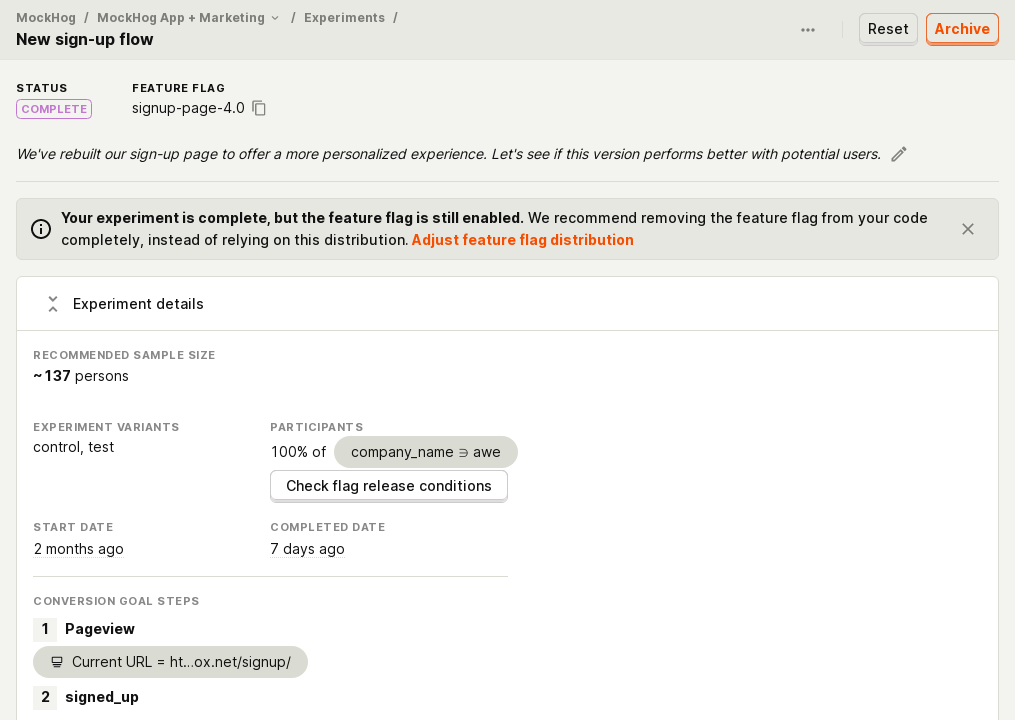 MockHog / MockHog App + Marketing / Experiments /
New sign-up flow
Reset
Archive
STATUS
FEATURE FLAG
COMPLETE
signup-page-4.0
We've rebuilt our sign-up page to offer a more personalized experience. Let's see if this version performs better with potential users.
Your experiment is complete, but the feature flag is still enabled. We recommend removing the feature flag from your code
completely, instead of relying on this distribution. Adjust feature flag distribution
Experiment details
RECOMMENDED SAMPLE SIZE
~137 persons
EXPERIMENT VARIANTS
PARTICIPANTS
control, test
100% of company_name ∋ awe
Check flag release conditions
START DATE
COMPLETED DATE
2 months ago
7 days ago
CONVERSION GOAL STEPS
1 Pageview
Current URL = ht...ox.net/signup/
2 signed_up